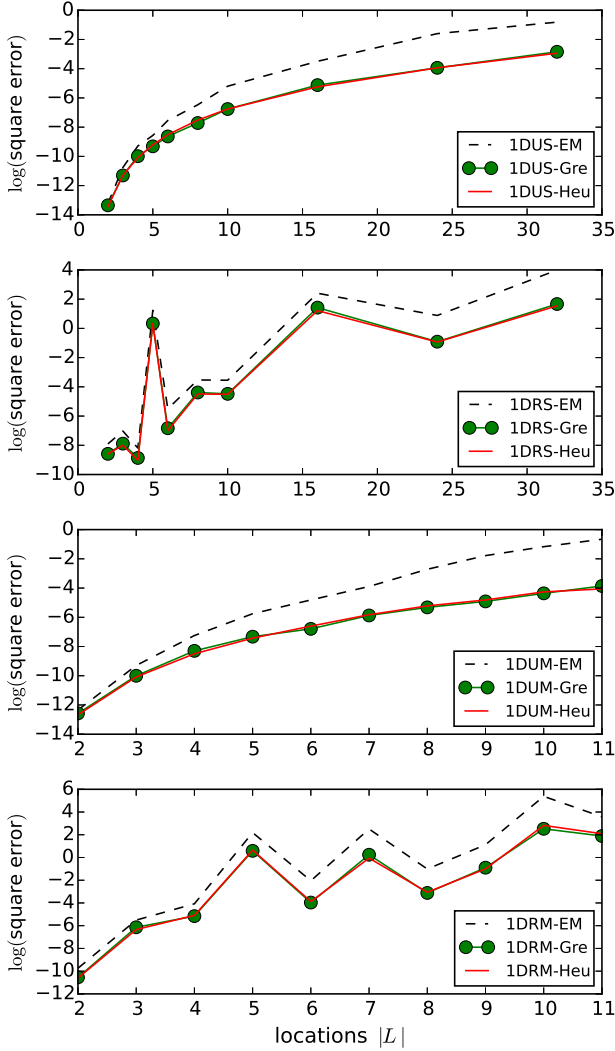 0
−2
−4
−6
−8
−10
−12
−14
log(square error)
0 5 10 15 20 25 30 35
1DUS-EM
1DUS-Gre
1DUS-Heu
4
2
0
−2
−4
−6
−8
−10
log(square error)
0 5 10 15 20 25 30 35
1DRS-EM
1DRS-Gre
1DRS-Heu
0
−2
−4
−6
−8
−10
−12
−14
log(square error)
2 3 4 5 6 7 8 9 10 11
1DUM-EM
1DUM-Gre
1DUM-Heu
6
4
2
0
−2
−4
−6
−8
−10
−12
log(square error)
2 3 4 5 6 7 8 9 10 11
1DRM-EM
1DRM-Gre
1DRM-Heu
locations |L|